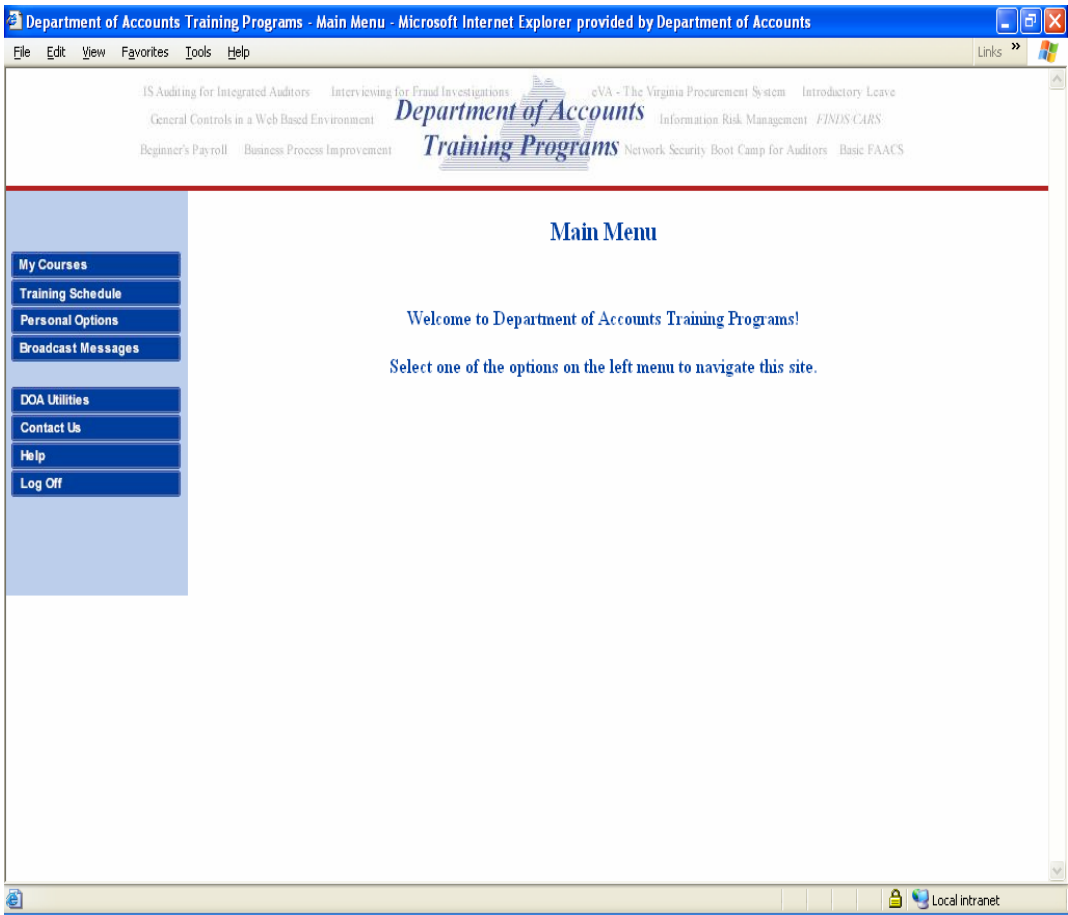 Department of Accounts Training Programs - Main Menu - Microsoft Internet Explorer provided by Department of Accounts
File Edit View Favorites Tools Help Links »
IS Auditing for Integrated Auditors Interviewing for Fraud Investigations eVA - The Virginia Procurement System Introductory Leave
General Controls in a Web Based Environment Department of Accounts Information Risk Management FINDS/CARS
Beginner's Payroll Business Process Improvement Training Programs Network Security Boot Camp for Auditors Basic FAACS
Main Menu
My Courses
Training Schedule
Personal Options
Broadcast Messages
Welcome to Department of Accounts Training Programs!
Select one of the options on the left menu to navigate this site.
DOA Utilities
Contact Us
Help
Log Off
Local intranet